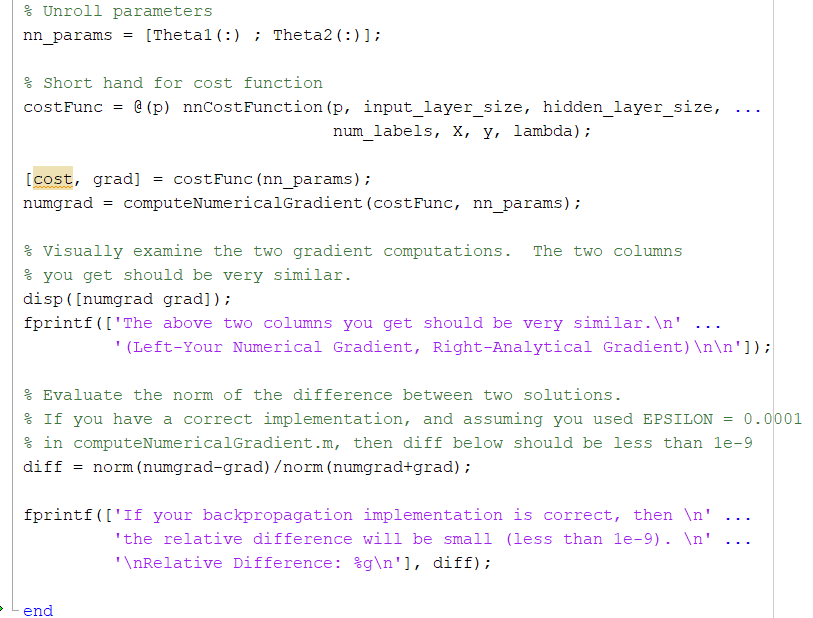 % Unroll parameters
nn_params = [Theta1(:) ; Theta2(:)];
% Short hand for cost function
costFunc = @(p) nnCostFunction(p, input_layer_size, hidden_layer_size, ...
num_labels, X, y, lambda);
[cost, grad] = costFunc(nn_params);
numgrad = computeNumericalGradient(costFunc, nn_params);
% Visually examine the two gradient computations.  The two columns
% you get should be very similar.
disp([numgrad grad]);
fprintf(['The above two columns you get should be very similar.\n' ...
'(Left-Your Numerical Gradient, Right-Analytical Gradient)\n\n']);
% Evaluate the norm of the difference between two solutions.
% If you have a correct implementation, and assuming you used EPSILON = 0.0001
% in computeNumericalGradient.m, then diff below should be less than 1e-9
diff = norm(numgrad-grad)/norm(numgrad+grad);
fprintf(['If your backpropagation implementation is correct, then \n' ...
'the relative difference will be small (less than 1e-9). \n' ...
'\nRelative Difference: %g\n'], diff);
end